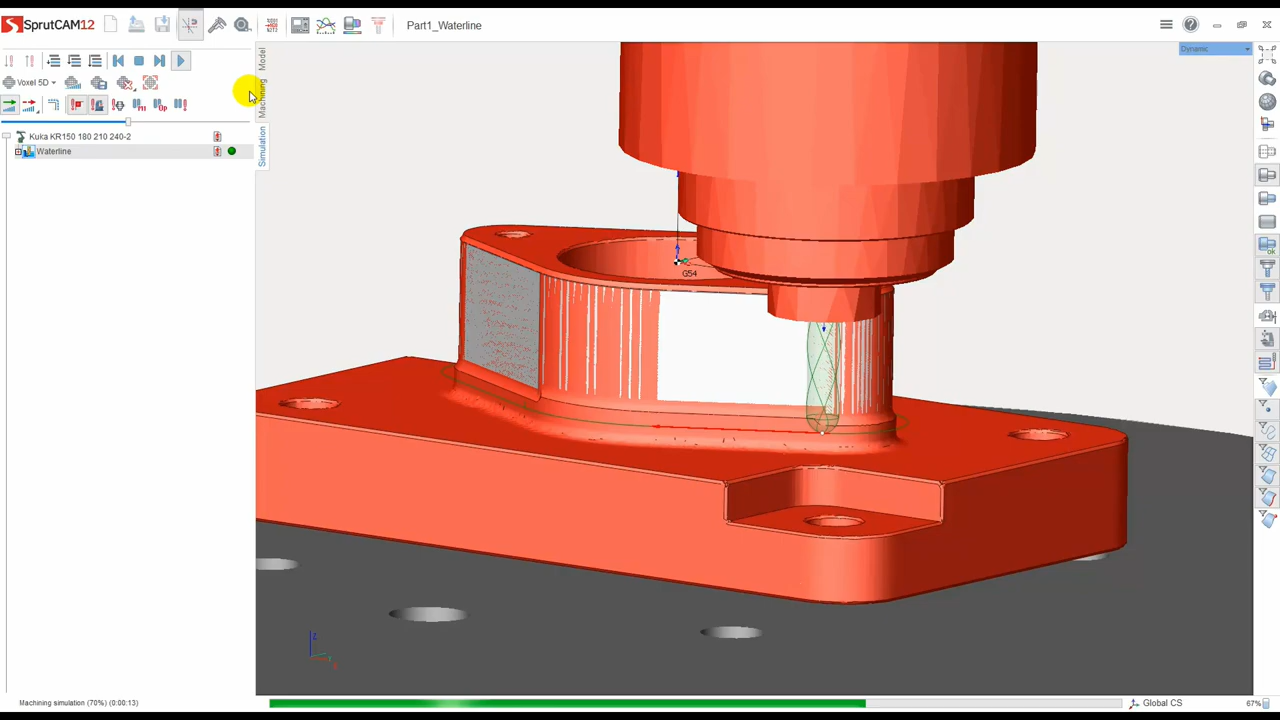 SprutCAM12
Part1_Waterline
Dynamic
Model
Machining
Simulation
Voxel 5D
Kuka KR150 180 210 240-2
Waterline
G54
Z
Machining simulation (70%) (0:00:13)
Global CS
67%